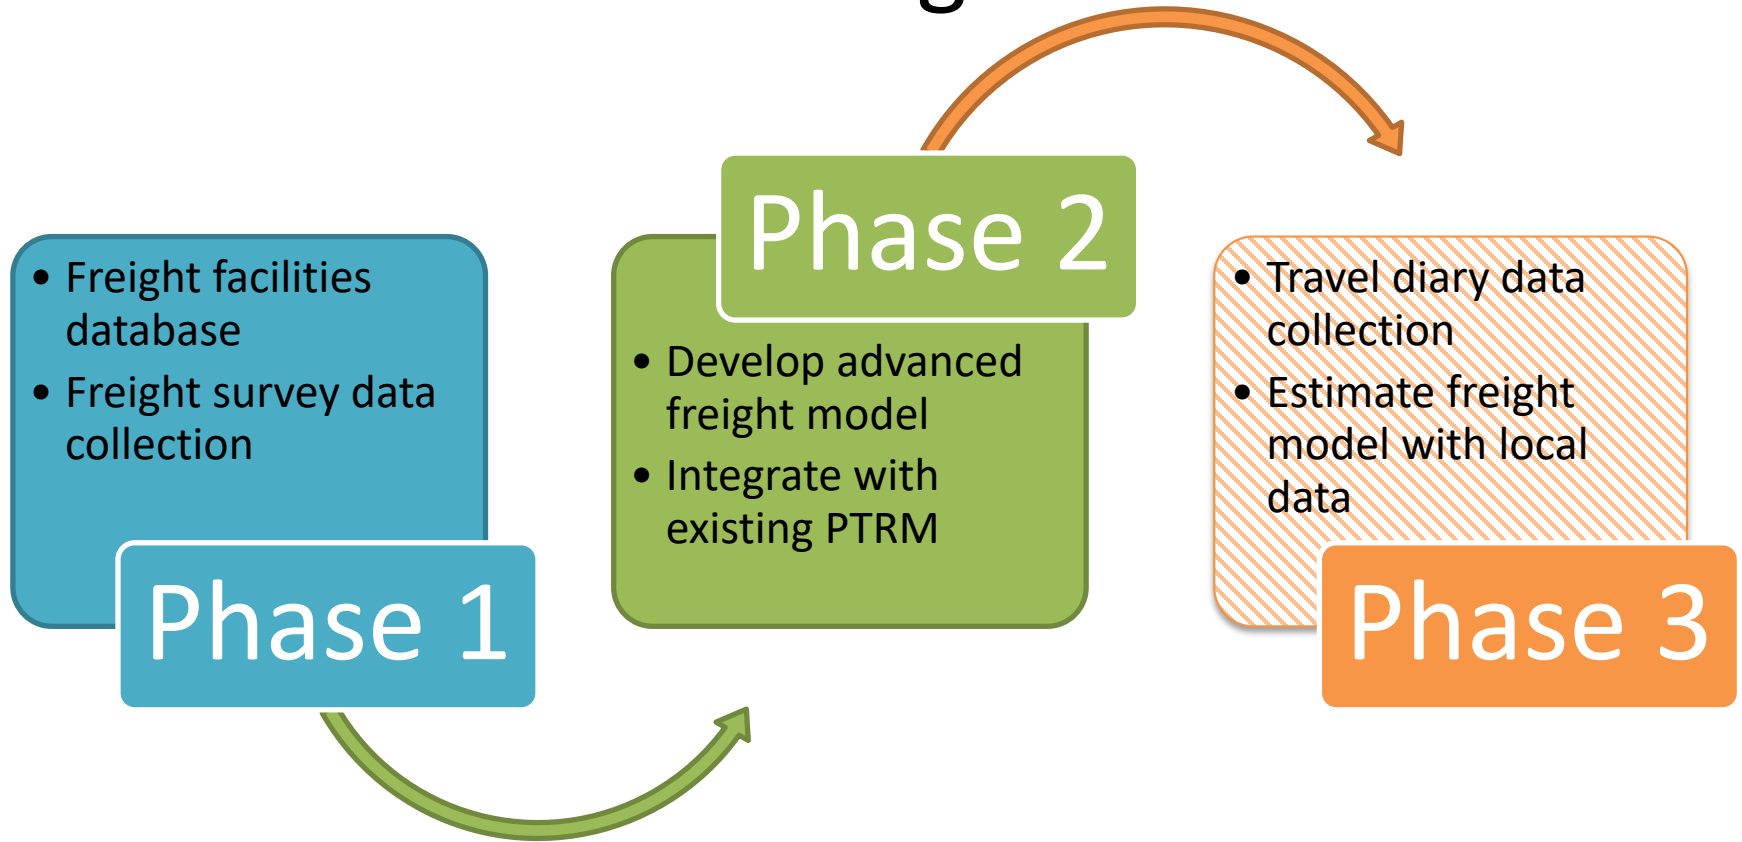 • Freight facilities
database
• Freight survey data
collection
Phase 1
Phase 2
• Develop advanced
freight model
• Integrate with
existing PTRM
• Travel diary data
collection
• Estimate freight
model with local
data
Phase 3